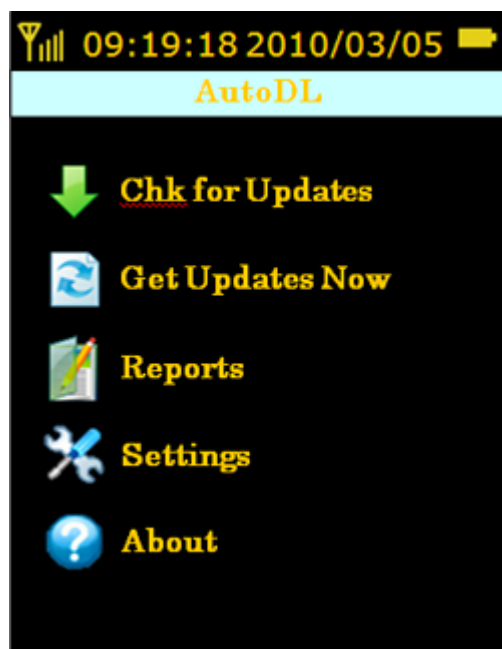 09:19:18 2010/03/05
AutoDL
Chk for Updates
Get Updates Now
Reports
Settings
About